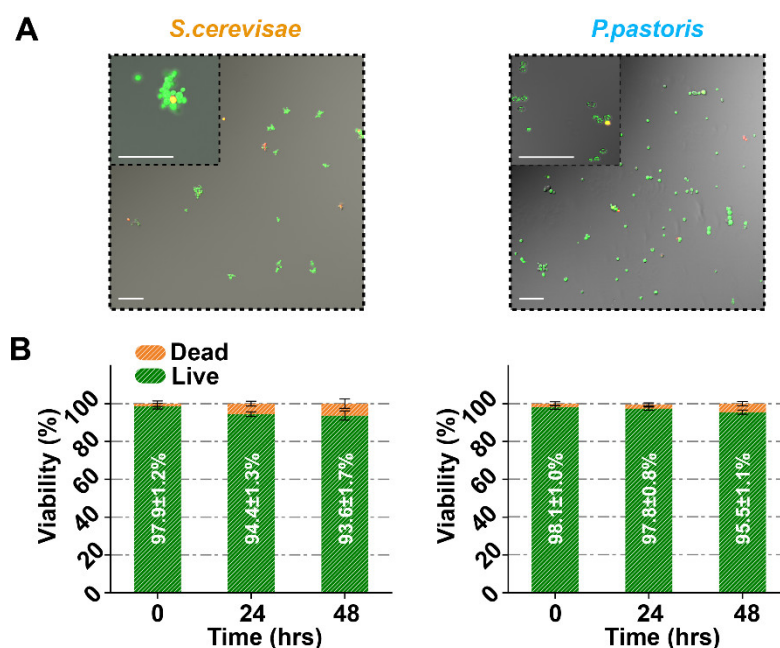 A
S.cerevisae
P.pastoris
B
Dead
Live
Viability (%)
100
80
60
40
20
0
97.9±1.2%
94.4±1.3%
93.6±1.7%
0
24
48
Time (hrs)
Viability (%)
100
80
60
40
20
0
98.1±1.0%
97.8±0.8%
95.5±1.1%
0
24
48
Time (hrs)